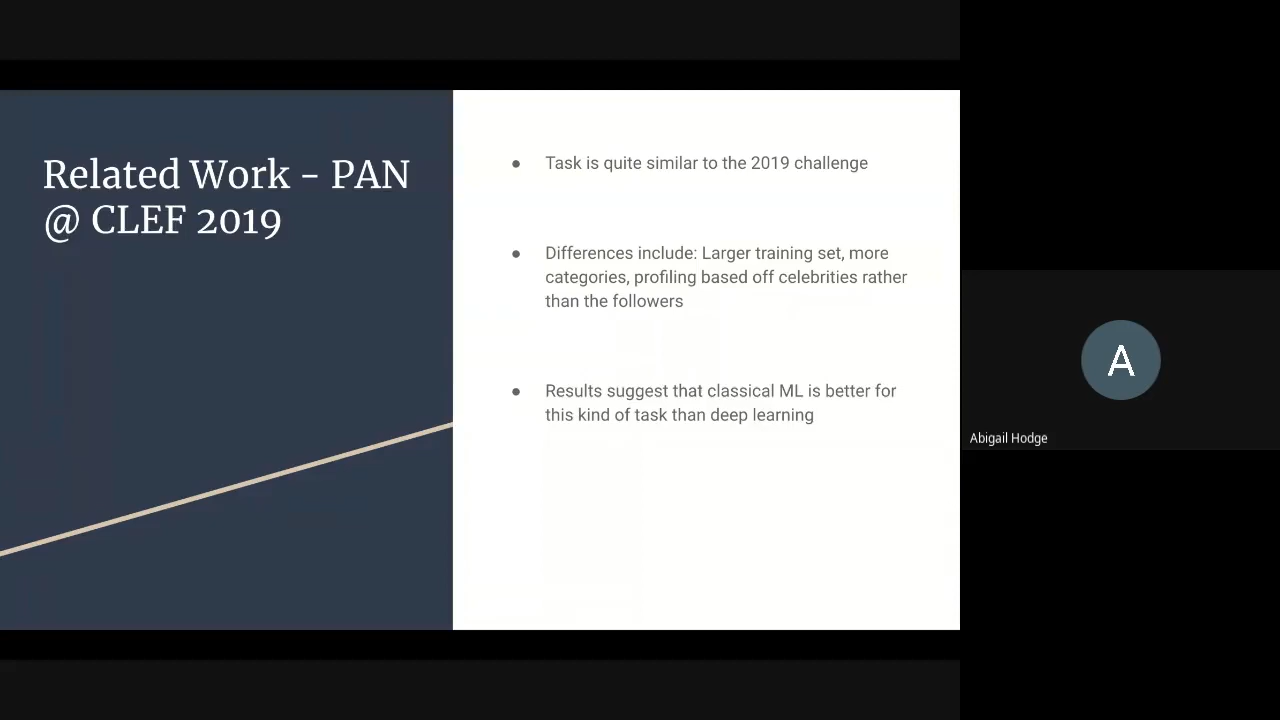 Related Work - PAN
@ CLEF 2019
● Task is quite similar to the 2019 challenge
● Differences include: Larger training set, more
categories, profiling based off celebrities rather
than the followers
● Results suggest that classical ML is better for
this kind of task than deep learning
A
Abigail Hodge